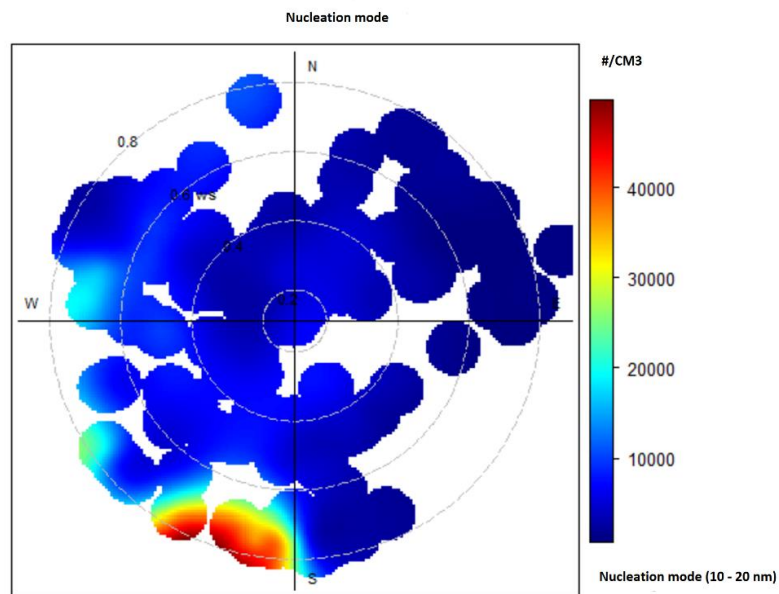 Nucleation mode
#/CM3
N
0.8
0.6 ws
0.4
0.2
W
E
S
40000
30000
20000
10000
Nucleation mode (10 - 20 nm)